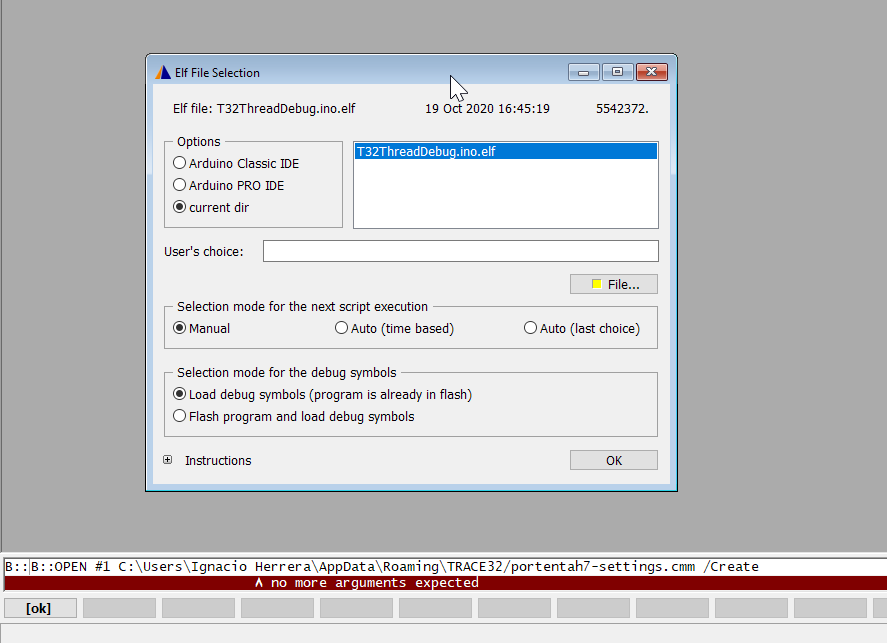 Elf File Selection
Elf file: T32ThreadDebug.ino.elf 19 Oct 2020 16:45:19 5542372.
Options
Arduino Classic IDE
Arduino PRO IDE
current dir
T32ThreadDebug.ino.elf
User's choice:
File...
Selection mode for the next script execution
Manual Auto (time based) Auto (last choice)
Selection mode for the debug symbols
Load debug symbols (program is already in flash)
Flash program and load debug symbols
Instructions
OK
B::B::OPEN #1 C:\Users\Ignacio Herrera\AppData\Roaming\TRACE32/portentah7-settings.cmm /Create
∧ no more arguments expected
[ok]